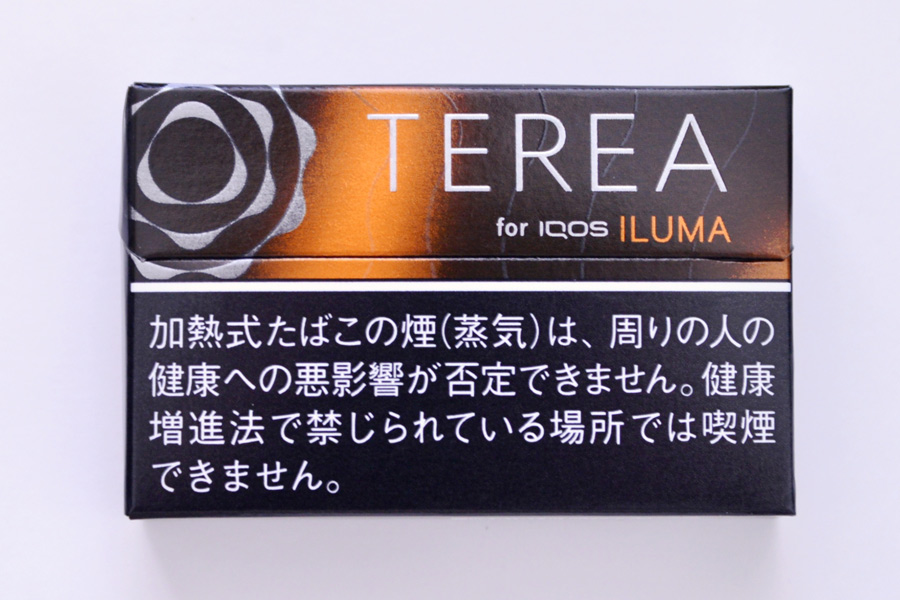 TEREA
for IQOS ILUMA
加熱式たばこの煙(蒸気)は、周りの人の
健康への悪影響が否定できません。健康
増進法で禁じられている場所では喫煙
できません。